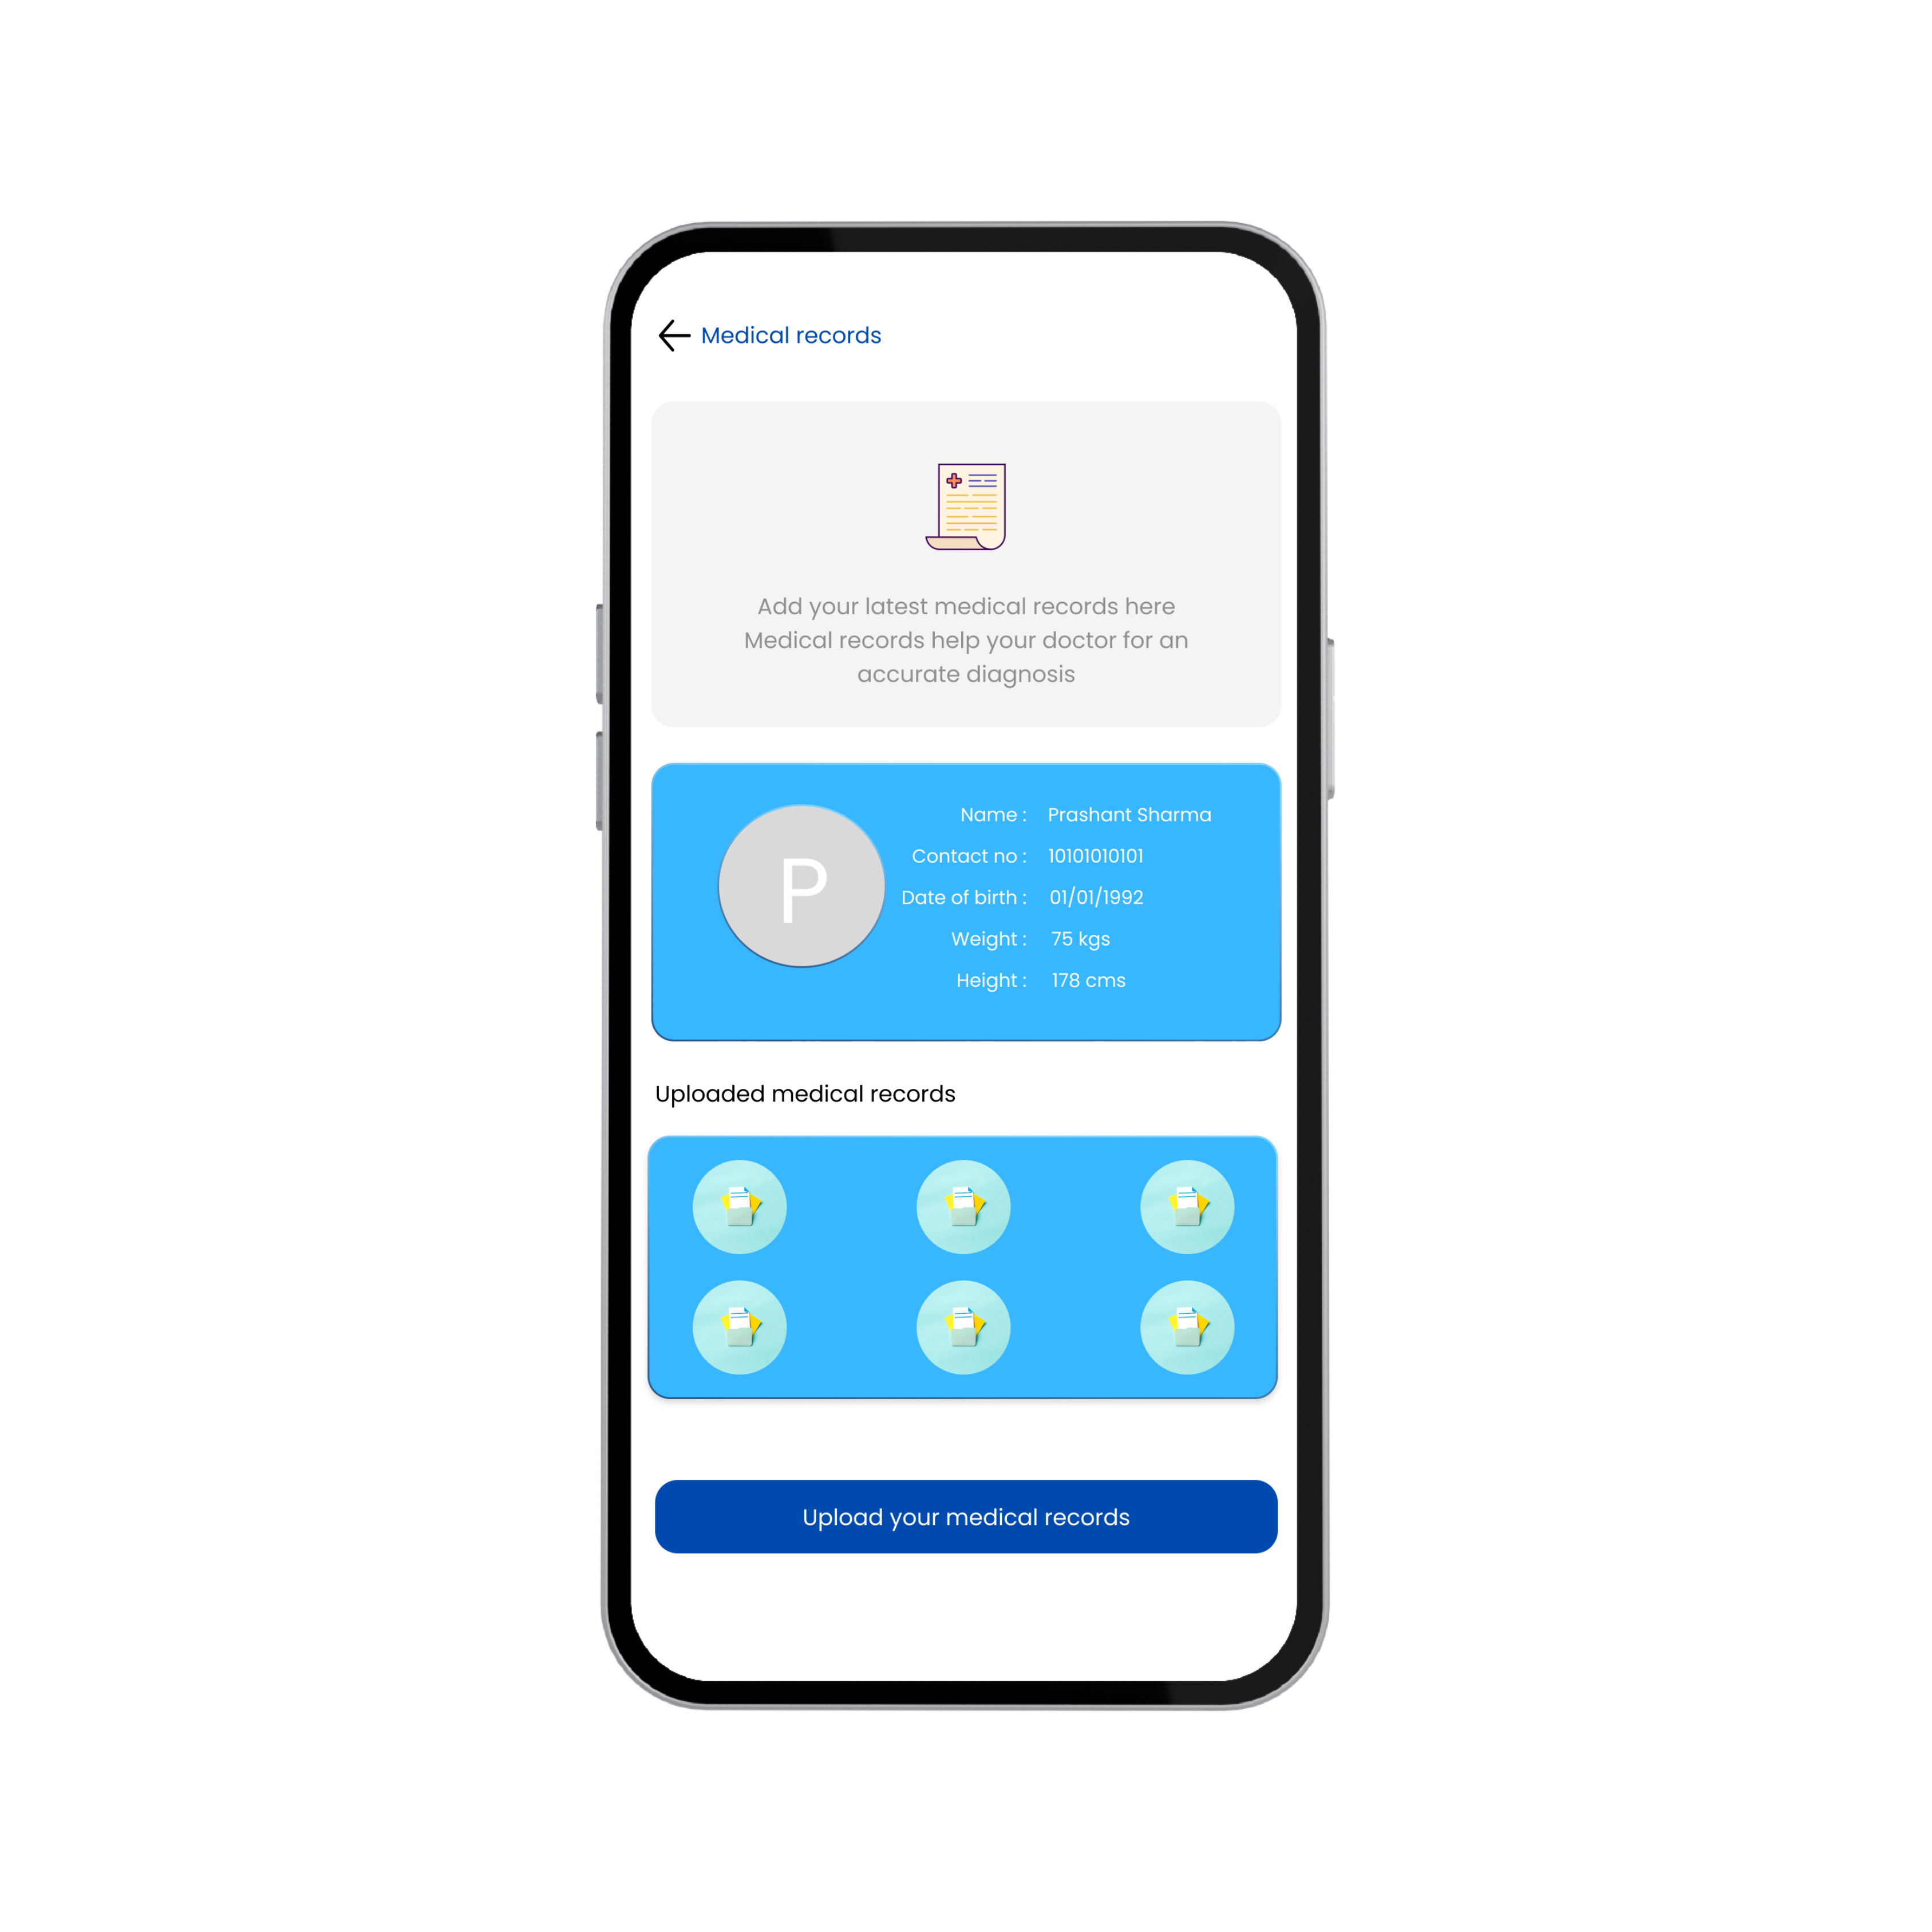 Medical records
Add your latest medical records here
Medical records help your doctor for an
accurate diagnosis
P
Name : Prashant Sharma
Contact no : 10101010101
Date of birth : 01/01/1992
Weight : 75 kgs
Height : 178 cms
Uploaded medical records
Upload your medical records